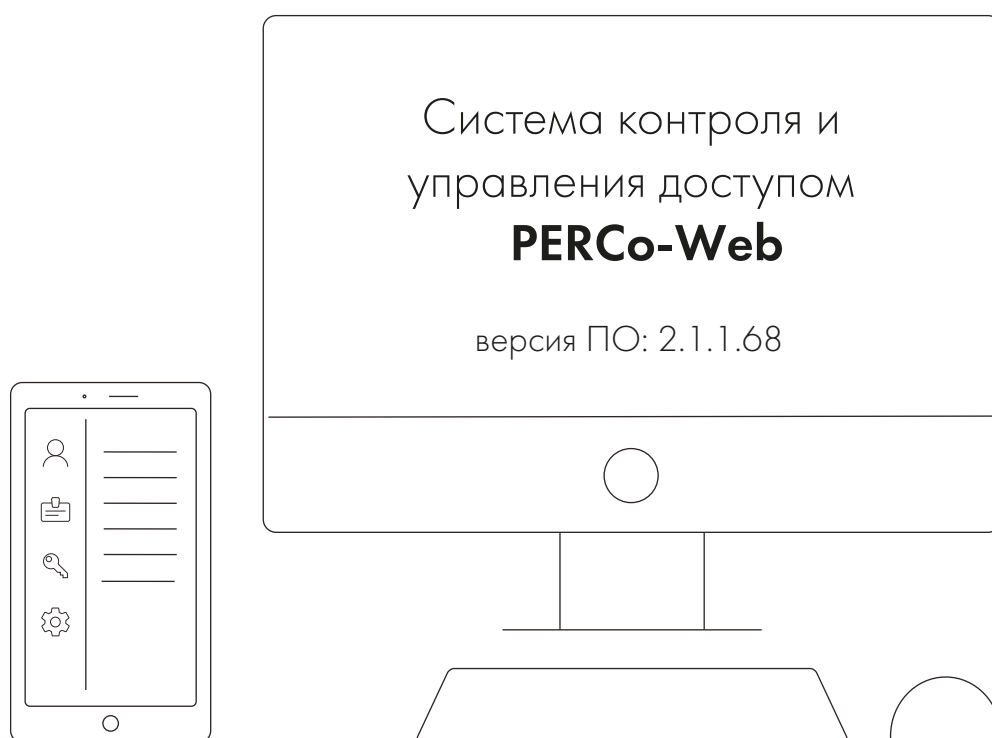 Система контроля и
управления доступом
PERCo-Web
версия ПО: 2.1.1.68